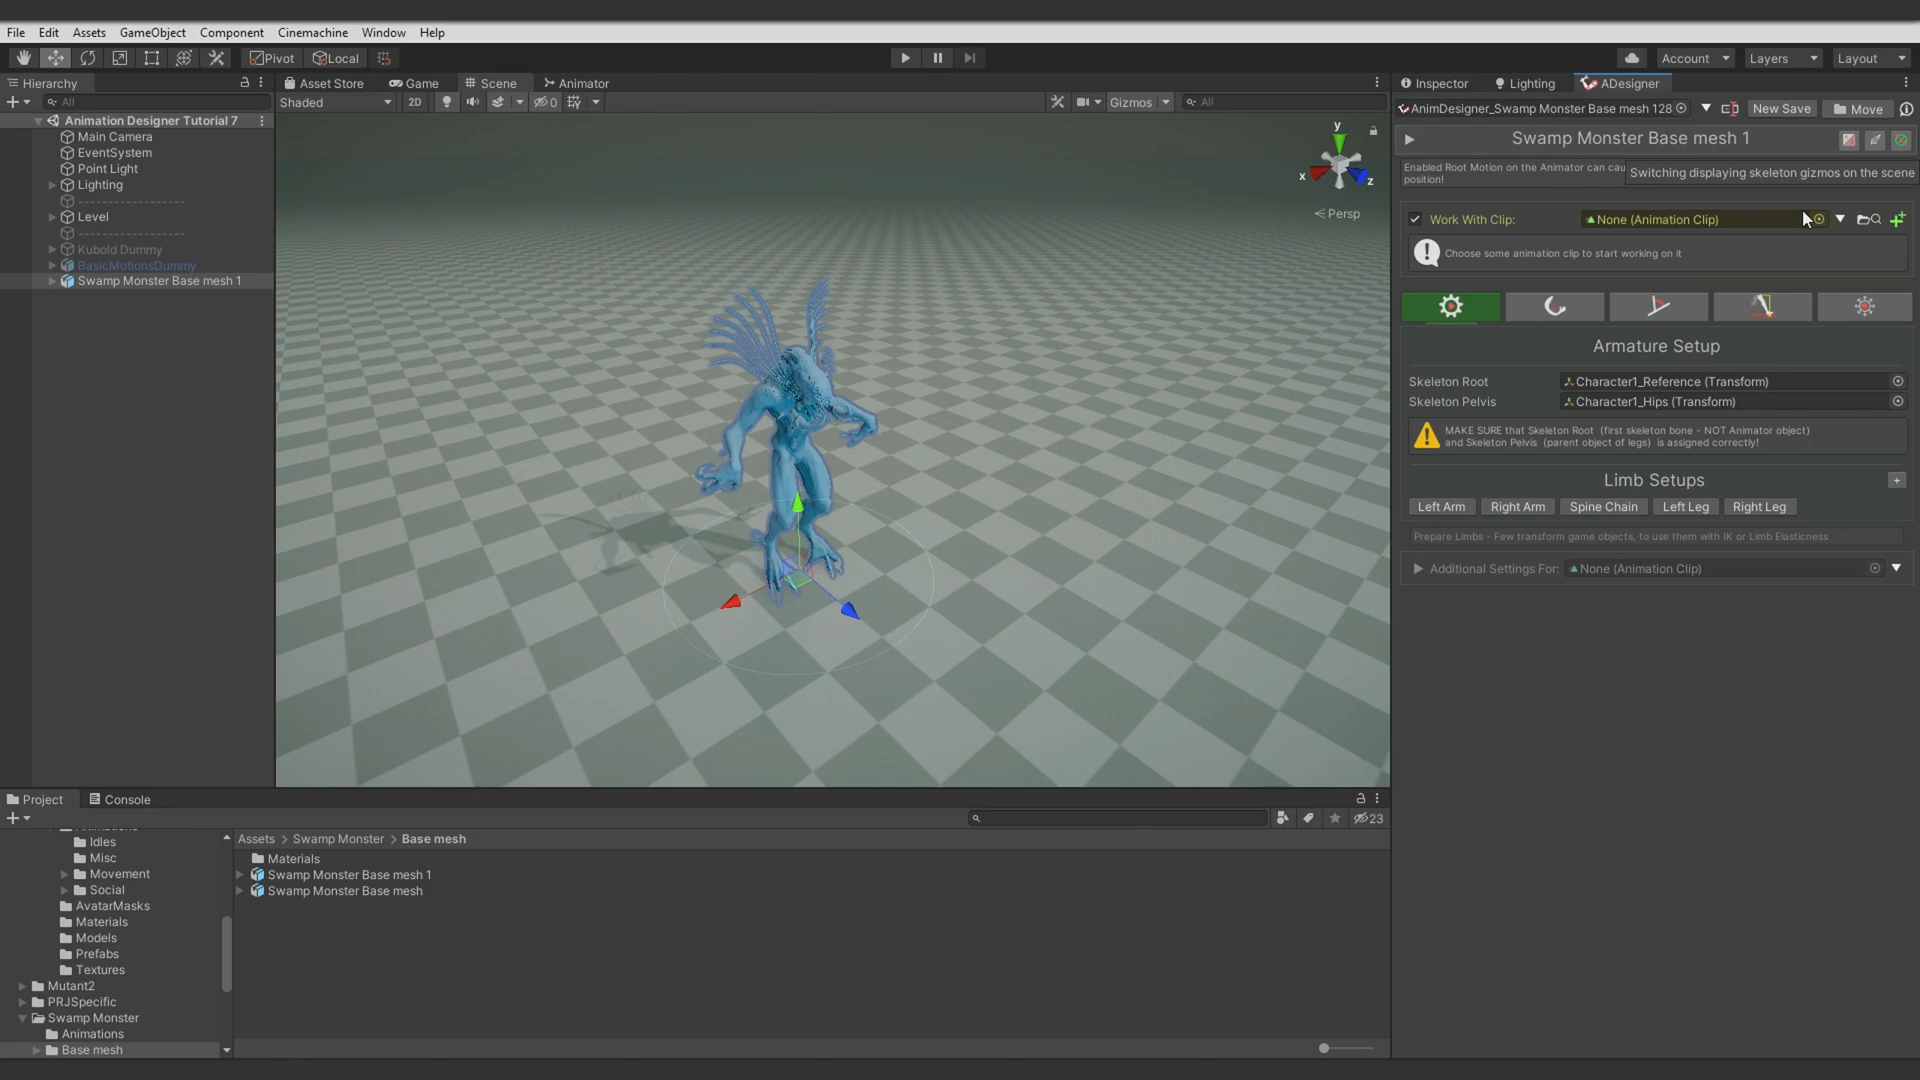 File Edit Assets GameObject Component Cinemachine Window Help
Pivot Local Account Layers Layout
Hierarchy Asset Store Game Scene Animator Inspector Lighting ADesigner
All Shaded 2D 0 Gizmos All AnimDesigner_Swamp Monster Base mesh 128 New Save Move
Animation Designer Tutorial 7
Main Camera
EventSystem
Point Light
Lighting
------------------
Level
------------------
Kubold Dummy
BasicMotionsDummy
Swamp Monster Base mesh 1
y
x
z
Persp
Swamp Monster Base mesh 1
Enabled Root Motion on the Animator can cau
position!
Switching displaying skeleton gizmos on the scene
Work With Clip: None (Animation Clip)
Choose some animation clip to start working on it
Armature Setup
Skeleton Root Character1_Reference (Transform)
Skeleton Pelvis Character1_Hips (Transform)
MAKE SURE that Skeleton Root (first skeleton bone - NOT Animator object)
and Skeleton Pelvis (parent object of legs) is assigned correctly!
Limb Setups +
Left Arm Right Arm Spine Chain Left Leg Right Leg
Prepare Limbs - Few transform game objects, to use them with IK or Limb Elasticness
Additional Settings For: None (Animation Clip)
Project Console
23
Idles
Misc
Movement
Social
AvatarMasks
Materials
Models
Prefabs
Textures
Mutant2
PRJSpecific
Swamp Monster
Animations
Base mesh
Assets > Swamp Monster > Base mesh
Materials
Swamp Monster Base mesh 1
Swamp Monster Base mesh